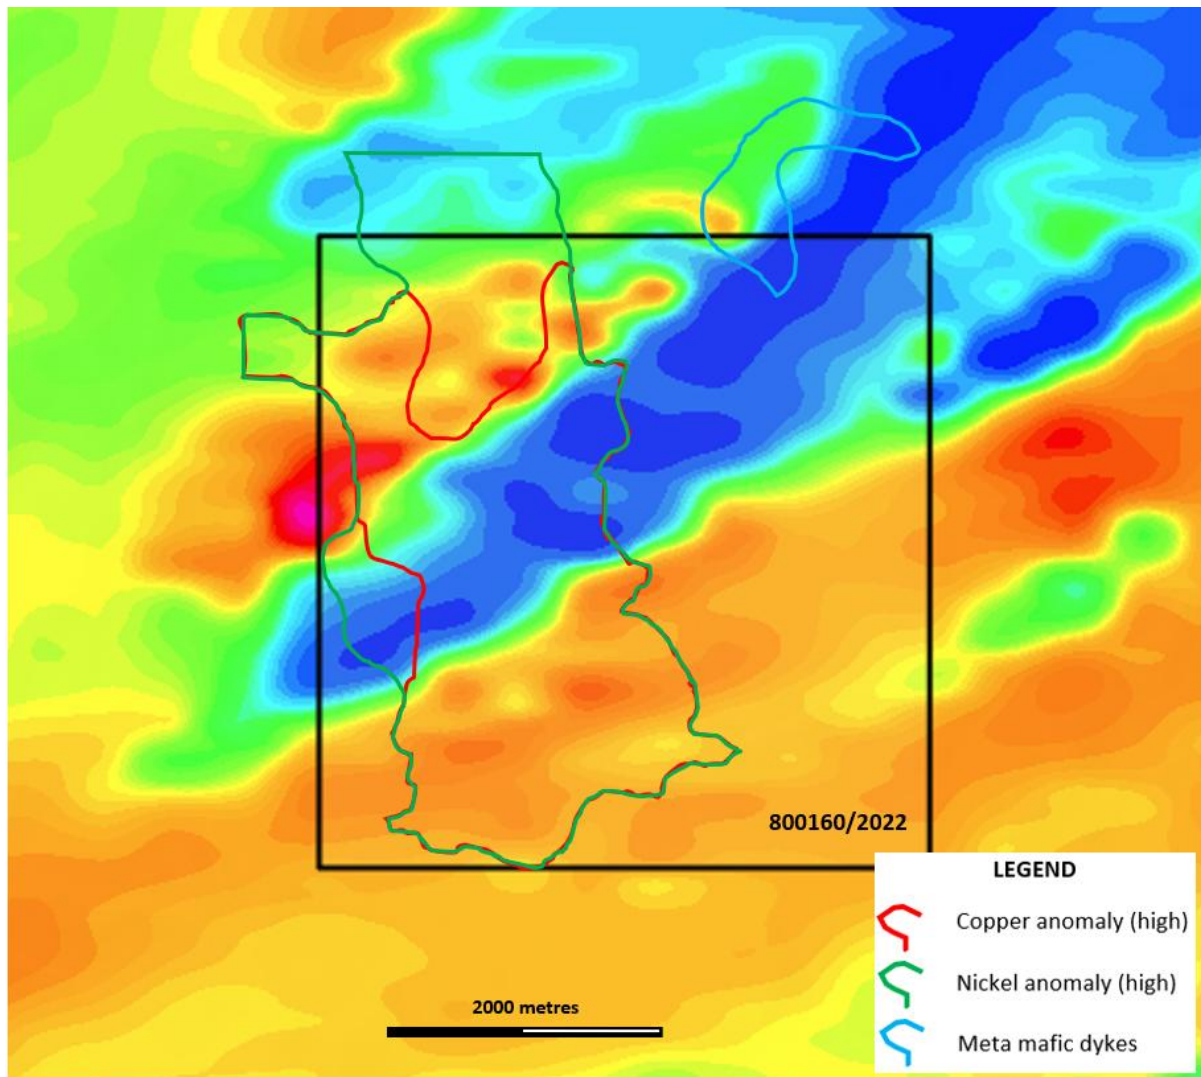 800160/2022
LEGEND
Copper anomaly (high)
Nickel anomaly (high)
Meta mafic dykes
2000 metres